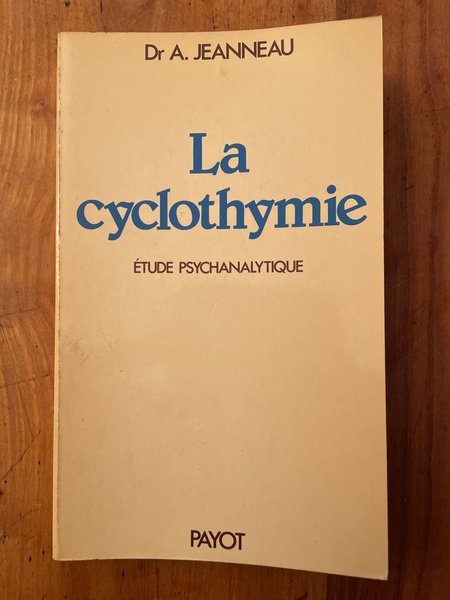 Dr A. JEANNEAU
La
cyclothymie
ÉTUDE PSYCHANALYTIQUE
PAYOT